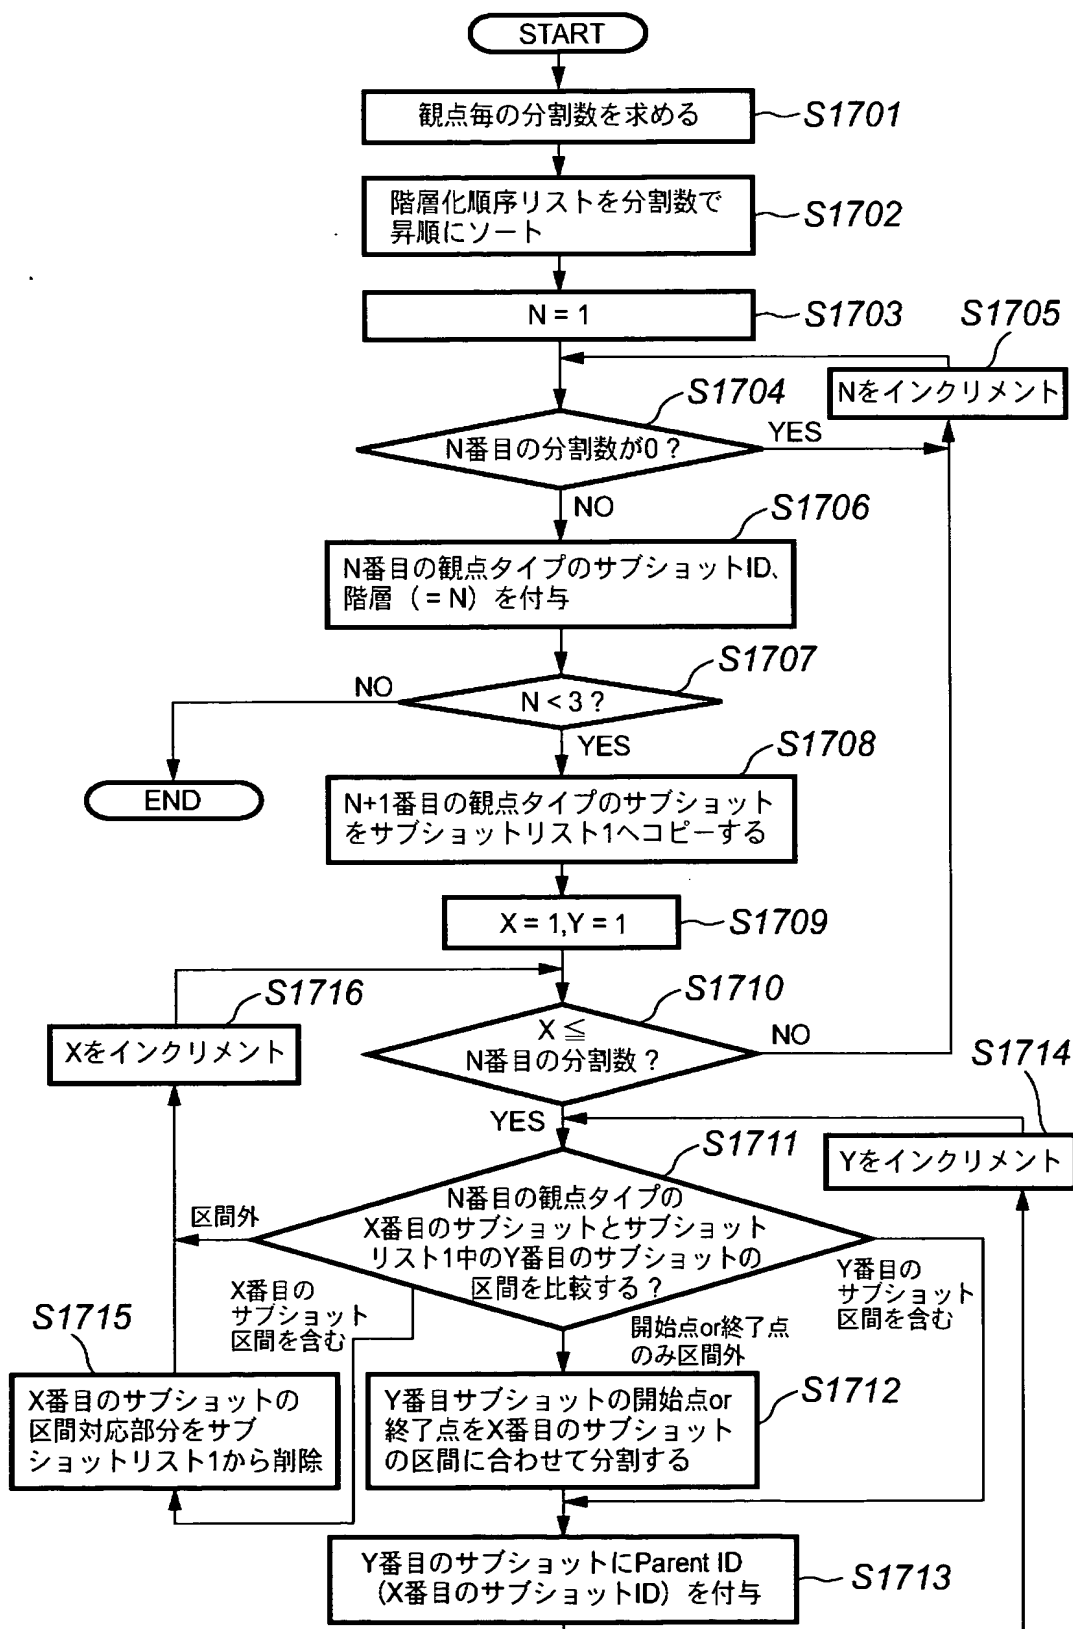 START
観点毎の分割数を求める
S1701
階層化順序リストを分割数で
昇順にソート
S1702
N = 1
S1703
S1705
Nをインクリメント
S1704
N番目の分割数が0 ?
YES
NO
S1706
N番目の観点タイプのサブショットID、
階層（ = N）を付与
S1707
NO
N < 3 ?
YES
END
S1708
N+1番目の観点タイプのサブショット
をサブショットリスト1へコピーする
X = 1,Y = 1
S1709
S1716
Xをインクリメント
S1710
X ≦
N番目の分割数 ?
NO
YES
S1714
Yをインクリメント
S1711
N番目の観点タイプの
X番目のサブショットとサブショット
リスト1中のY番目のサブショットの
区間を比較する ?
区間外
X番目の
サブショット
区間を含む
開始点or終了点
のみ区間外
Y番目の
サブショット
区間を含む
S1715
X番目のサブショットの
区間対応部分をサブ
ショットリスト1から削除
S1712
Y番目サブショットの開始点or
終了点をX番目のサブショット
の区間に合わせて分割する
Y番目のサブショットにParent ID
（X番目のサブショットID）を付与
S1713